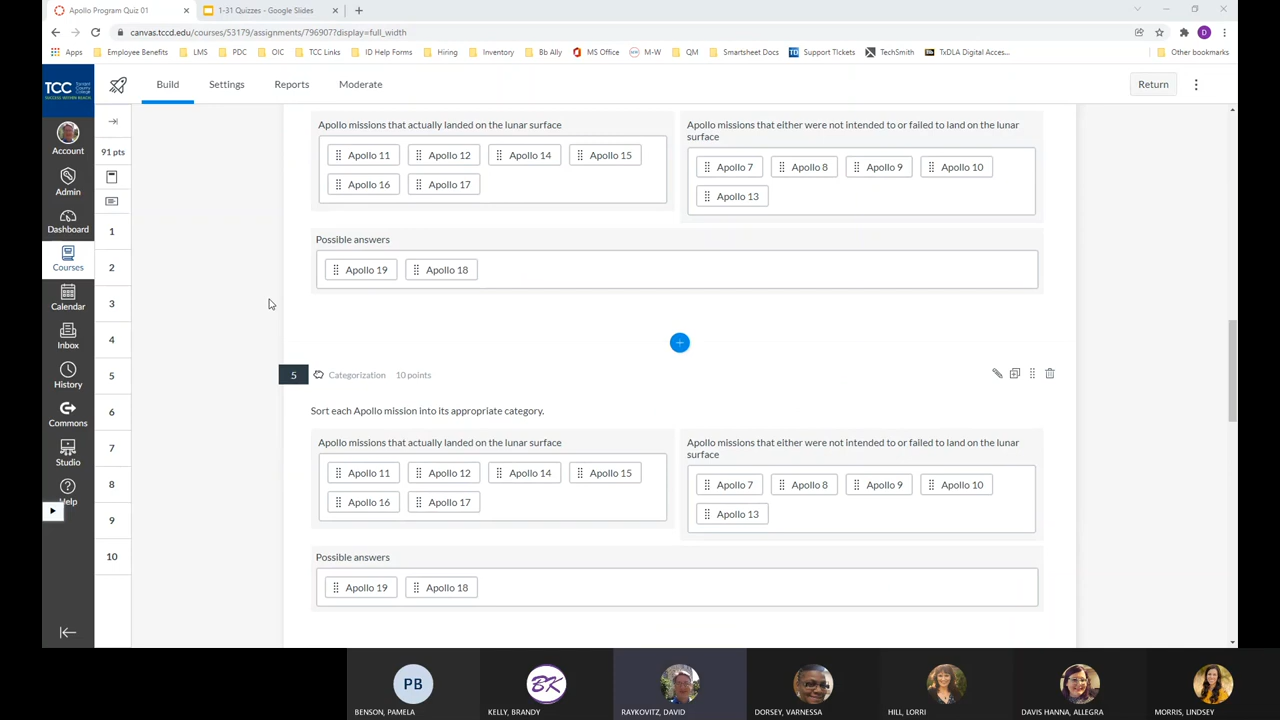 Apollo Program Quiz 01
1-31 Quizzes - Google Slides
canvas.tccd.edu/courses/53179/assignments/796907?display=full_width
D
Apps
Employee Benefits
LMS
PDC
OIC
TCC Links
ID Help Forms
Hiring
Inventory
Bb Ally
MS Office
M-W
QM
Smartsheet Docs
TD
Support TIckets
TechSmith
TxDLA Digital Acces...
Other bookmarks
TCC
Tarrant County College
SUCCESS WITHIN REACH
Account
Admin
Dashboard
Courses
Calendar
Inbox
History
Commons
Studio
Help
Build
Settings
Reports
Moderate
Return
91 pts
1
2
3
4
5
6
7
8
9
10
Apollo missions that actually landed on the lunar surface
Apollo 11
Apollo 12
Apollo 14
Apollo 15
Apollo 16
Apollo 17
Apollo missions that either were not intended to or failed to land on the lunar
surface
Apollo 7
Apollo 8
Apollo 9
Apollo 10
Apollo 13
Possible answers
Apollo 19
Apollo 18
5
Categorization
10 points
Sort each Apollo mission into its appropriate category.
Apollo missions that actually landed on the lunar surface
Apollo 11
Apollo 12
Apollo 14
Apollo 15
Apollo 16
Apollo 17
Apollo missions that either were not intended to or failed to land on the lunar
surface
Apollo 7
Apollo 8
Apollo 9
Apollo 10
Apollo 13
Possible answers
Apollo 19
Apollo 18
PB
BENSON, PAMELA
BK
KELLY, BRANDY
RAYKOVITZ, DAVID
DORSEY, VARNESSA
HILL, LORRI
DAVIS HANNA, ALLEGRA
MORRIS, LINDSEY